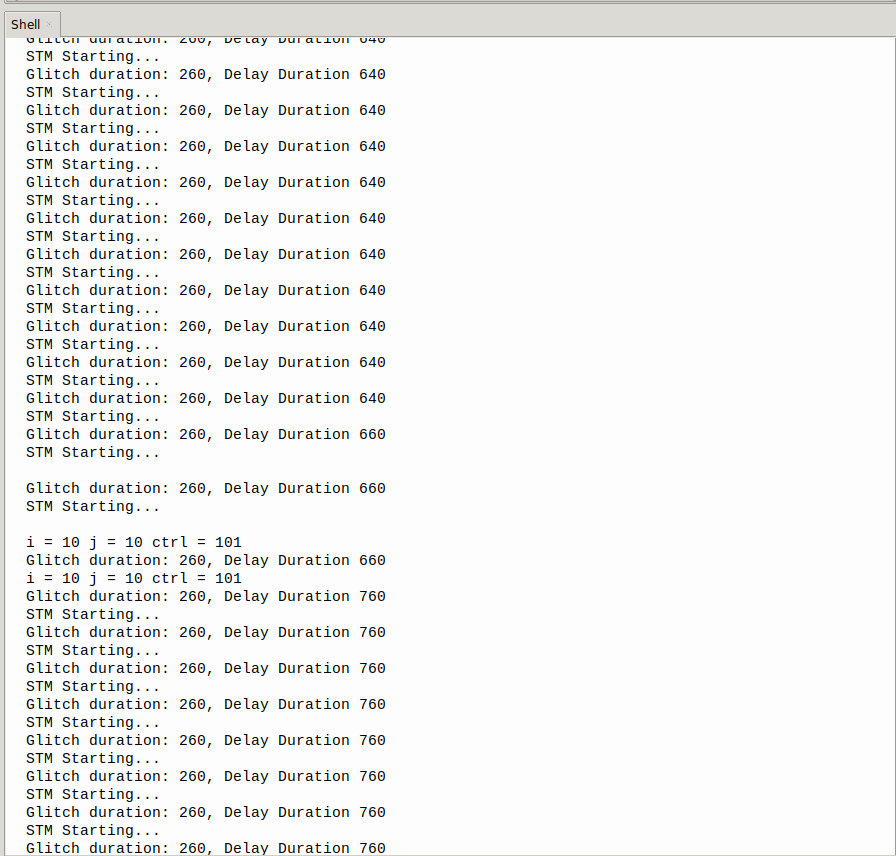 Shell
Glitch duration: 260, Delay Duration 640
STM Starting...
Glitch duration: 260, Delay Duration 640
STM Starting...
Glitch duration: 260, Delay Duration 640
STM Starting...
Glitch duration: 260, Delay Duration 640
STM Starting...
Glitch duration: 260, Delay Duration 640
STM Starting...
Glitch duration: 260, Delay Duration 640
STM Starting...
Glitch duration: 260, Delay Duration 640
STM Starting...
Glitch duration: 260, Delay Duration 640
STM Starting...
Glitch duration: 260, Delay Duration 640
STM Starting...
Glitch duration: 260, Delay Duration 640
STM Starting...
Glitch duration: 260, Delay Duration 640
STM Starting...
Glitch duration: 260, Delay Duration 660
STM Starting...
Glitch duration: 260, Delay Duration 660
STM Starting...
i = 10 j = 10 ctrl = 101
Glitch duration: 260, Delay Duration 660
i = 10 j = 10 ctrl = 101
Glitch duration: 260, Delay Duration 760
STM Starting...
Glitch duration: 260, Delay Duration 760
STM Starting...
Glitch duration: 260, Delay Duration 760
STM Starting...
Glitch duration: 260, Delay Duration 760
STM Starting...
Glitch duration: 260, Delay Duration 760
STM Starting...
Glitch duration: 260, Delay Duration 760
STM Starting...
Glitch duration: 260, Delay Duration 760
STM Starting...
Glitch duration: 260, Delay Duration 760